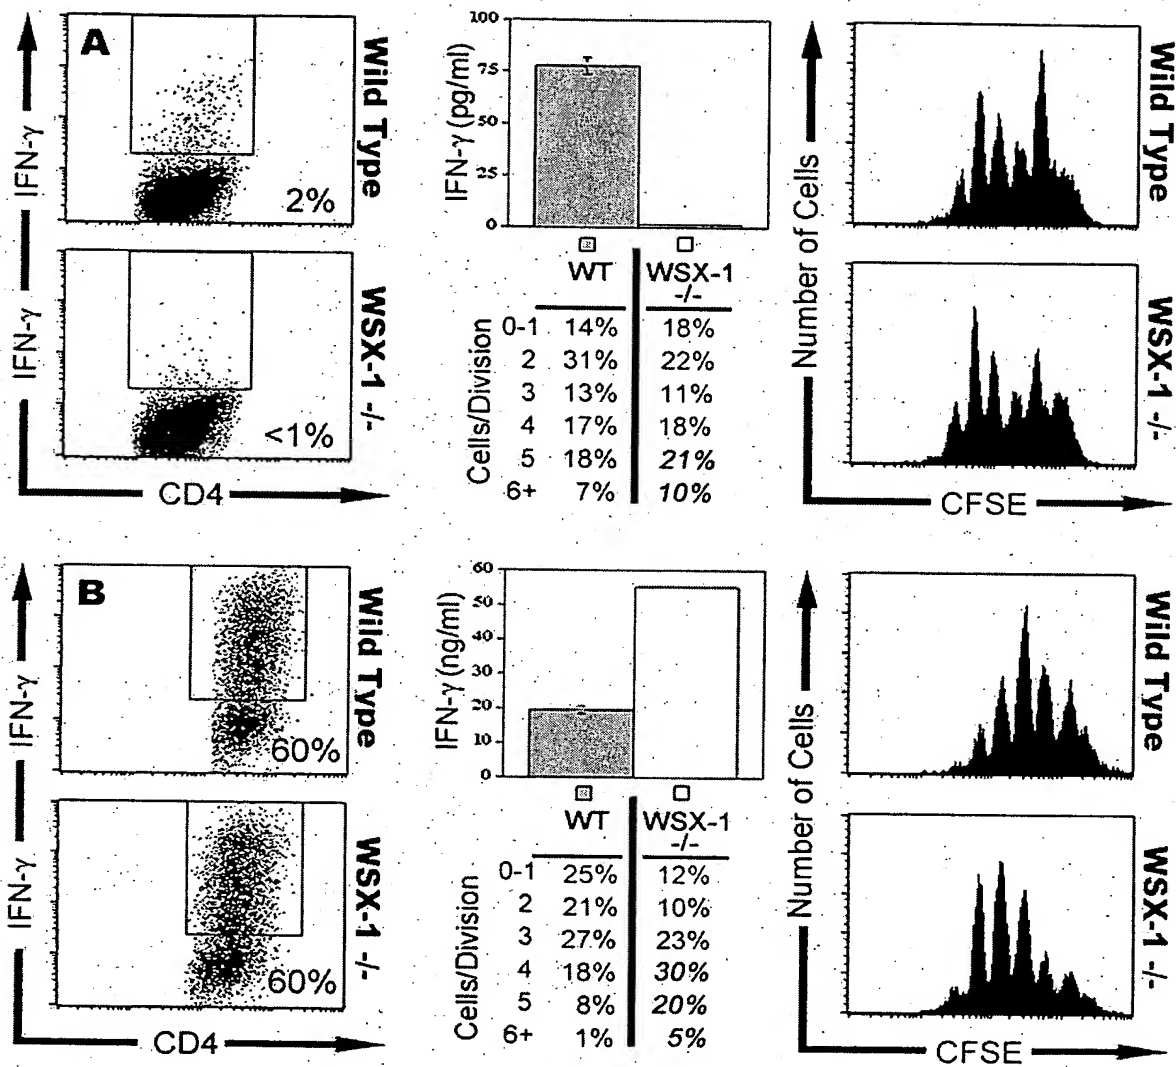 A
IFN-γ
Wild Type
2%
IFN-γ
WSX-1 -/-
<1%
CD4
IFN-γ (pg/ml)
100
75
50
25
0
WT WSX-1 -/-
Cells/Division
0-1 14% 18%
2 31% 22%
3 13% 11%
4 17% 18%
5 18% 21%
6+ 7% 10%
Number of Cells
Wild Type
WSX-1 -/-
CFSE
B
IFN-γ
Wild Type
60%
IFN-γ
WSX-1 -/-
60%
CD4
IFN-γ (ng/ml)
60
50
40
30
20
10
0
WT WSX-1 -/-
Cells/Division
0-1 25% 12%
2 21% 10%
3 27% 23%
4 18% 30%
5 8% 20%
6+ 1% 5%
Number of Cells
Wild Type
WSX-1 -/-
CFSE